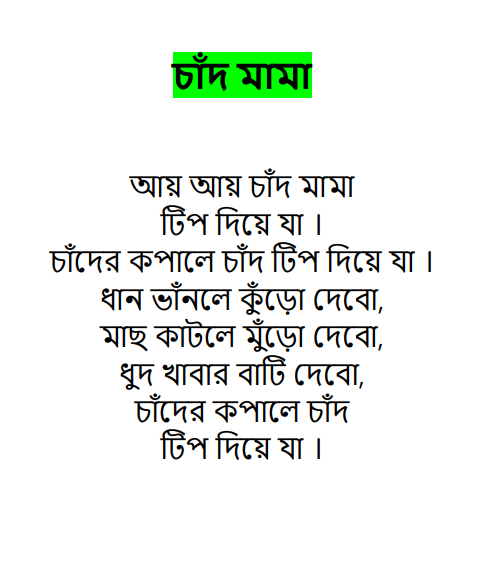 চাঁদ মামা
আয় আয় চাঁদ মামা
টিপ দিয়ে যা ।
চাঁদের কপালে চাঁদ টিপ দিয়ে যা ।
ধান ভাঁনলে কুঁড়ো দেবো,
মাছ কাটলে মুঁড়ো দেবো,
ধুদ খাবার বাটি দেবো,
চাঁদের কপালে চাঁদ
টিপ দিয়ে যা ।